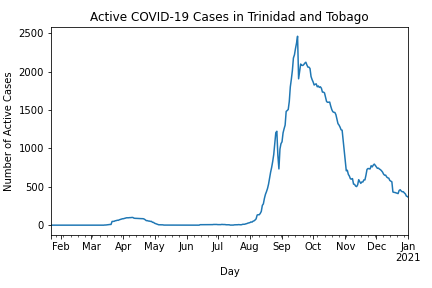 Active COVID-19 Cases in Trinidad and Tobago
Number of Active Cases
2500
2000
1500
1000
500
0
Feb Mar Apr May Jun Jul Aug Sep Oct Nov Dec Jan
2021
Day